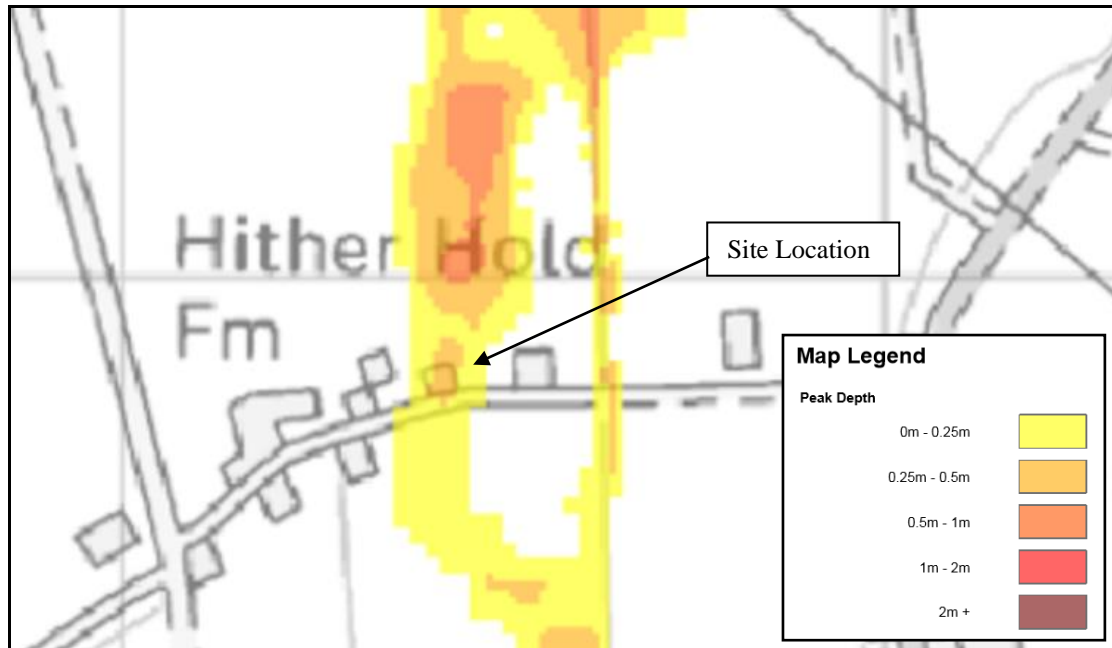 Hither Hold
Fm
Site Location
Map Legend
Peak Depth
0m - 0.25m
0.25m - 0.5m
0.5m - 1m
1m - 2m
2m +